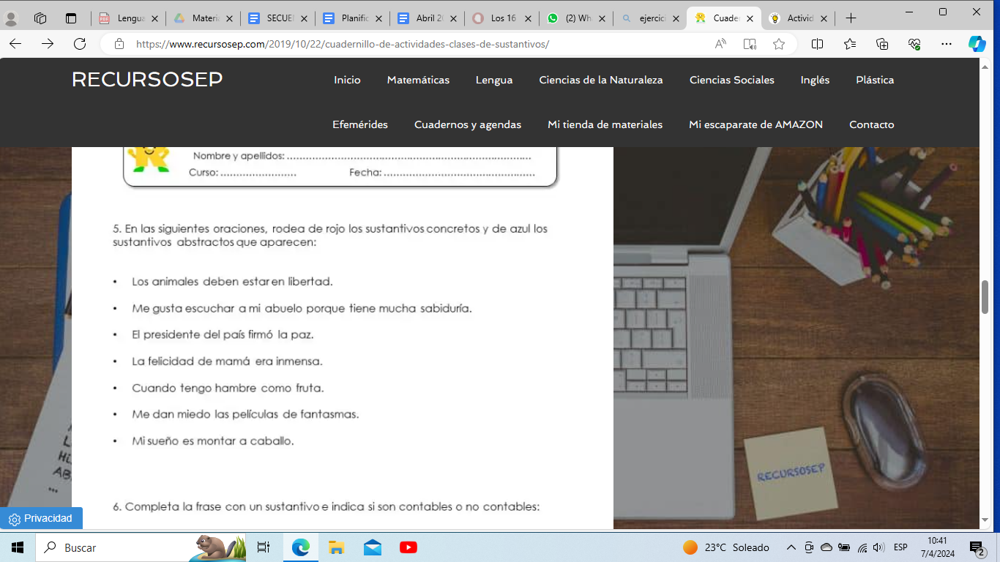 Lengua
Materia
SECUEN
Planific
Abril 20
Los 16
(2) Wha
ejercici
Cuader
Activid
https://www.recursosep.com/2019/10/22/cuadernillo-de-actividades-clases-de-sustantivos/
RECURSOSEP
Inicio Matemáticas Lengua Ciencias de la Naturaleza Ciencias Sociales Inglés Plástica
Efemérides Cuadernos y agendas Mi tienda de materiales Mi escaparate de AMAZON Contacto
Nombre y apellidos: ..............................................................................
Curso: ........................ Fecha: ................................................
5. En las siguientes oraciones, rodea de rojo los sustantivos concretos y de azul los
sustantivos abstractos que aparecen:
• Los animales deben estar en libertad.
• Me gusta escuchar a mi abuelo porque tiene mucha sabiduría.
• El presidente del país firmó la paz.
• La felicidad de mamá era inmensa.
• Cuando tengo hambre como fruta.
• Me dan miedo las películas de fantasmas.
• Mi sueño es montar a caballo.
RECURSOSEP
6. Completa la frase con un sustantivo e indica si son contables o no contables:
Privacidad
Buscar
23°C Soleado
ESP
10:41
7/4/2024
2